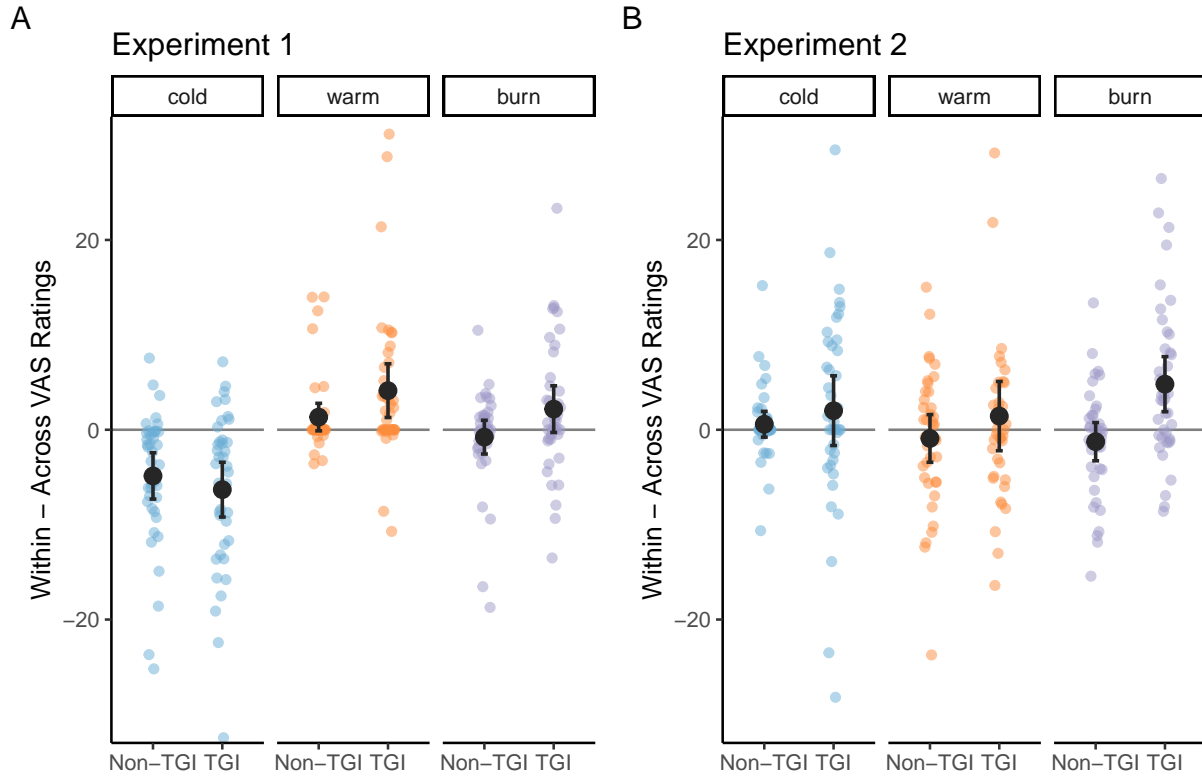 A
Experiment 1
cold warm burn
Within – Across VAS Ratings
20
0
–20
Non–TGI TGI Non–TGI TGI Non–TGI TGI
B
Experiment 2
cold warm burn
Within – Across VAS Ratings
20
0
–20
Non–TGI TGI Non–TGI TGI Non–TGI TGI